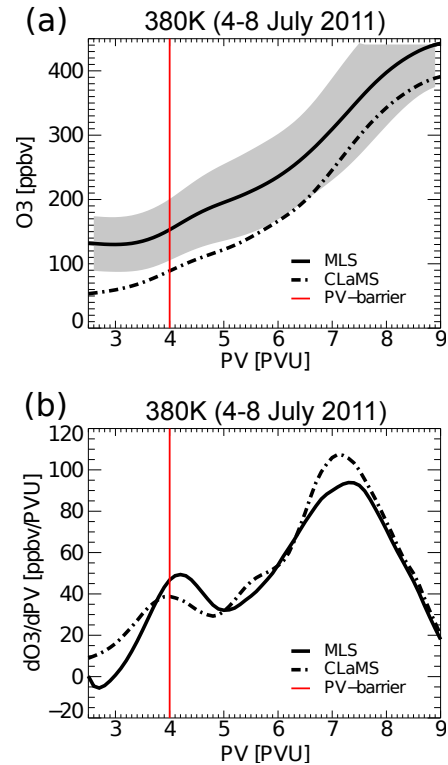 (a)
380K (4-8 July 2011)
O3 [ppbv]
400
300
200
100
0
MLS
CLaMS
PV-barrier
3 4 5 6 7 8 9
PV [PVU]
(b)
380K (4-8 July 2011)
dO3/dPV [ppbv/PVU]
120
100
80
60
40
20
0
−20
MLS
CLaMS
PV-barrier
3 4 5 6 7 8 9
PV [PVU]